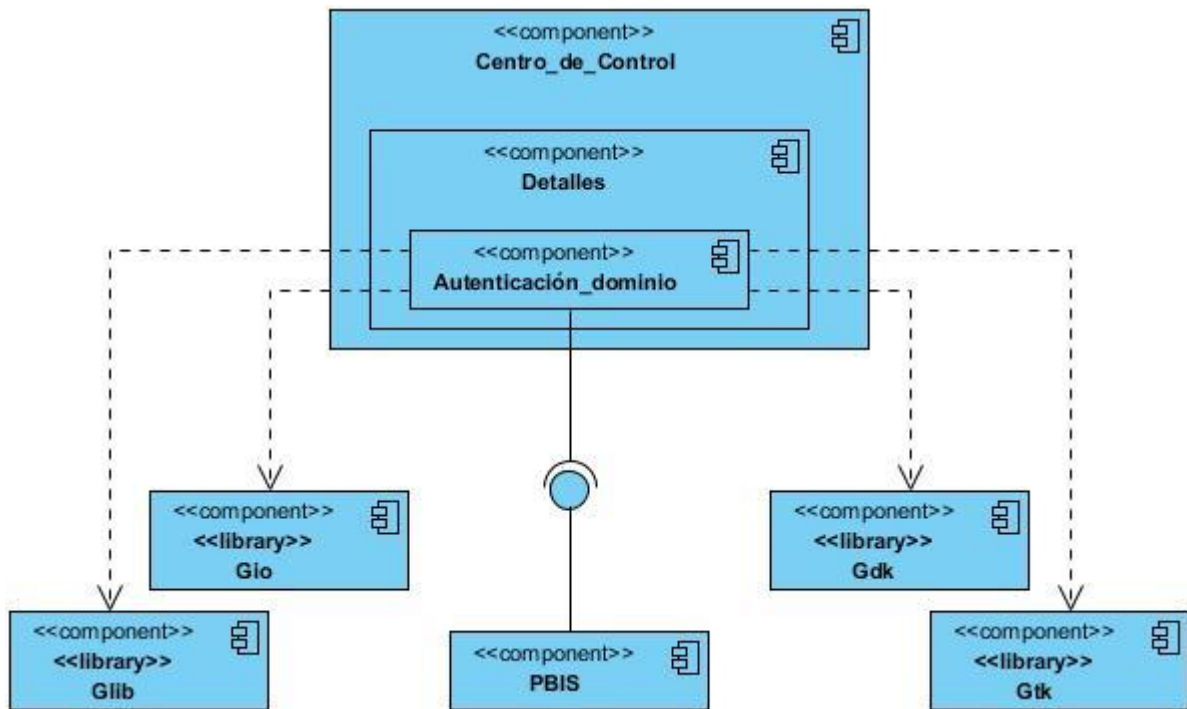 <<component>>
Centro_de_Control
<<component>>
Detalles
<<component>>
Autenticación_dominio
<<component>>
<<library>>
Gio
<<component>>
<<library>>
Gdk
<<component>>
<<library>>
Glib
<<component>>
PBIS
<<component>>
<<library>>
Gtk